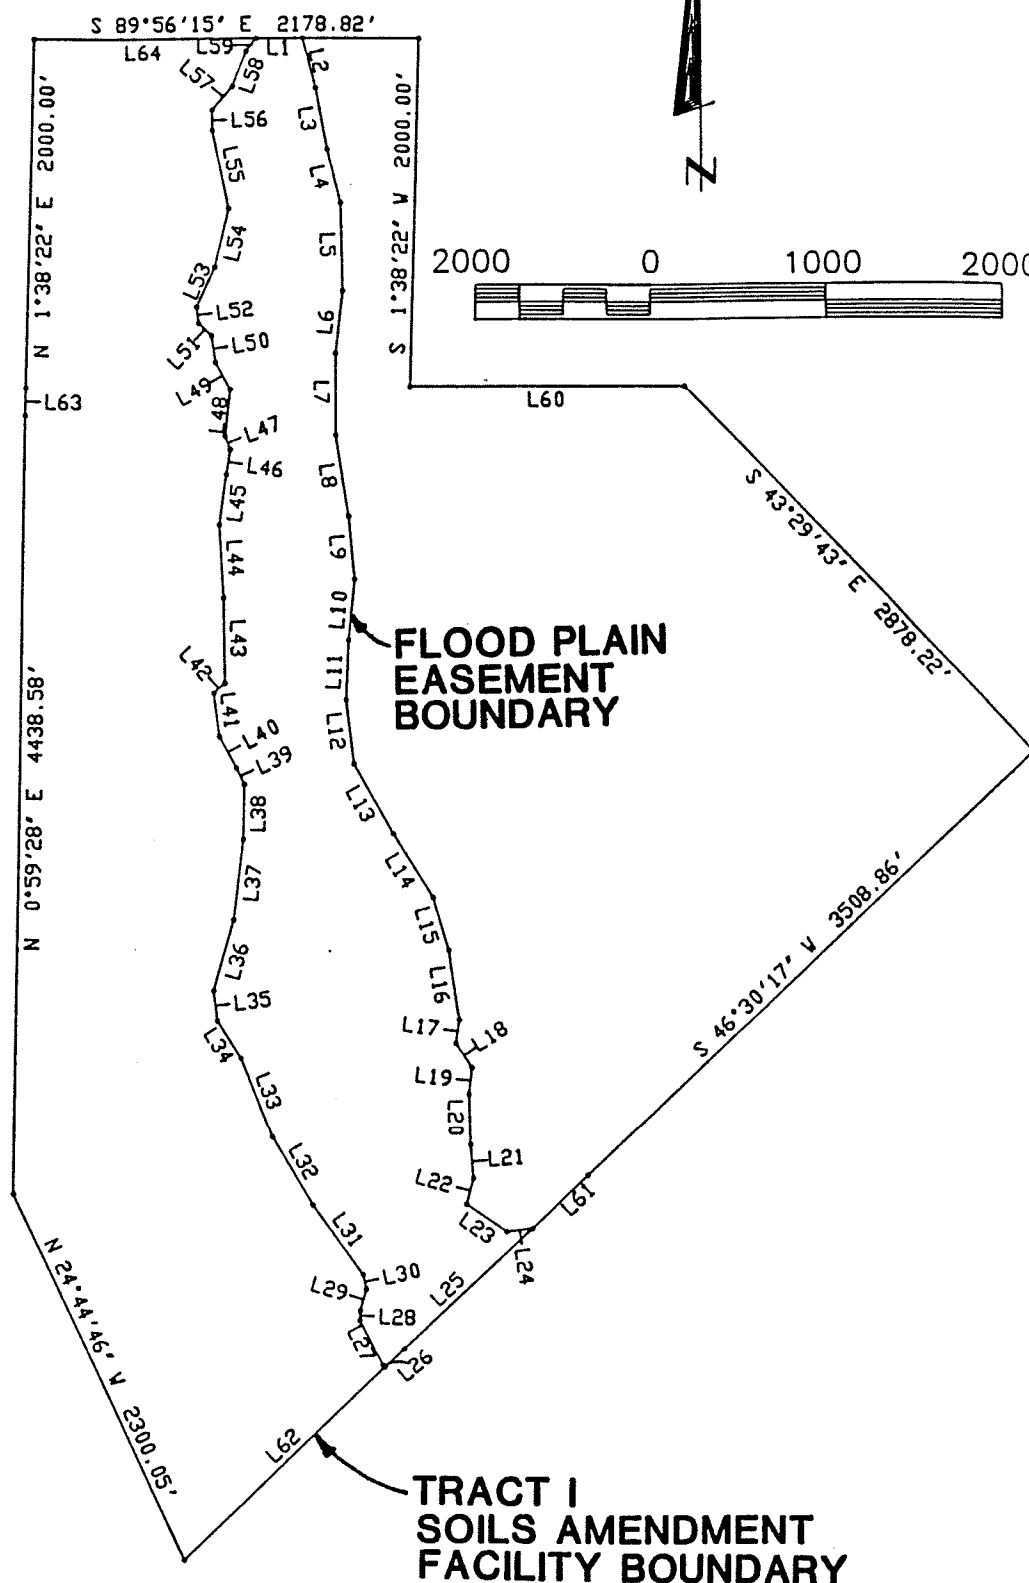 S 89°56'15" E 2178.82'
L64
L59
L1
L2
L58
L57
L56
L3
L55
L4
L54
L5
L53
L52
L51
L50
L6
L49
L48
L7
L47
L46
L8
L45
L44
L9
L10
L43
L11
L42
L41
L12
L40
L39
L13
L38
L14
L37
L15
L36
L16
L35
L17
L18
L34
L19
L33
L20
L21
L32
L22
L23
L31
L24
L61
L30
L29
L25
L28
L27
L26
L62
N 1°38'22" E 2000.00'
L63
N 0°59'28" E 4438.58'
N 24°44'46" W 2300.05'
S 1°38'22" W 2000.00'
L60
S 43°29'43" E 2878.22'
S 46°30'17" W 3508.86'
N
2000 0 1000 2000
FLOOD PLAIN
EASEMENT
BOUNDARY
TRACT I
SOILS AMENDMENT
FACILITY BOUNDARY